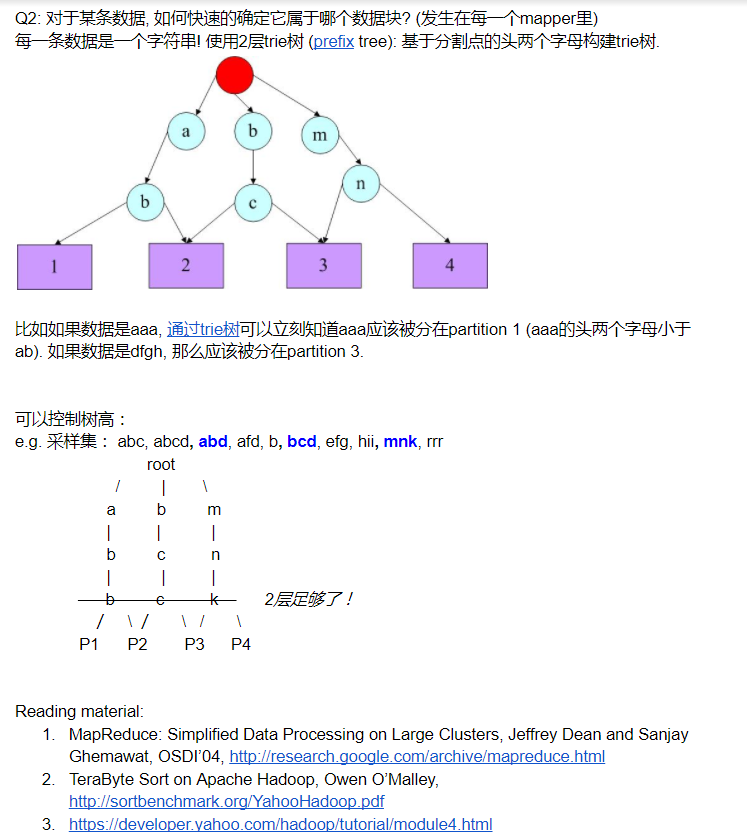 Q2: 对于某条数据, 如何快速的确定它属于哪个数据块? (发生在每一个mapper里)
每一条数据是一个字符串! 使用2层trie树 (prefix tree): 基于分割点的头两个字母构建trie树.
a b m
n
b c
1 2 3 4
比如如果数据是aaa, 通过trie树可以立刻知道aaa应该被分在partition 1 (aaa的头两个字母小于
ab). 如果数据是dfgh, 那么应该被分在partition 3.
可以控制树高：
e.g. 采样集： abc, abcd, abd, afd, b, bcd, efg, hii, mnk, rrr
root
/ | \
a b m
| | |
b c n
| | |
b c k 2层足够了！
/ \ / \ / \
P1 P2 P3 P4
Reading material:
1. MapReduce: Simplified Data Processing on Large Clusters, Jeffrey Dean and Sanjay
Ghemawat, OSDI’04, http://research.google.com/archive/mapreduce.html
2. TeraByte Sort on Apache Hadoop, Owen O’Malley,
http://sortbenchmark.org/YahooHadoop.pdf
3. https://developer.yahoo.com/hadoop/tutorial/module4.html